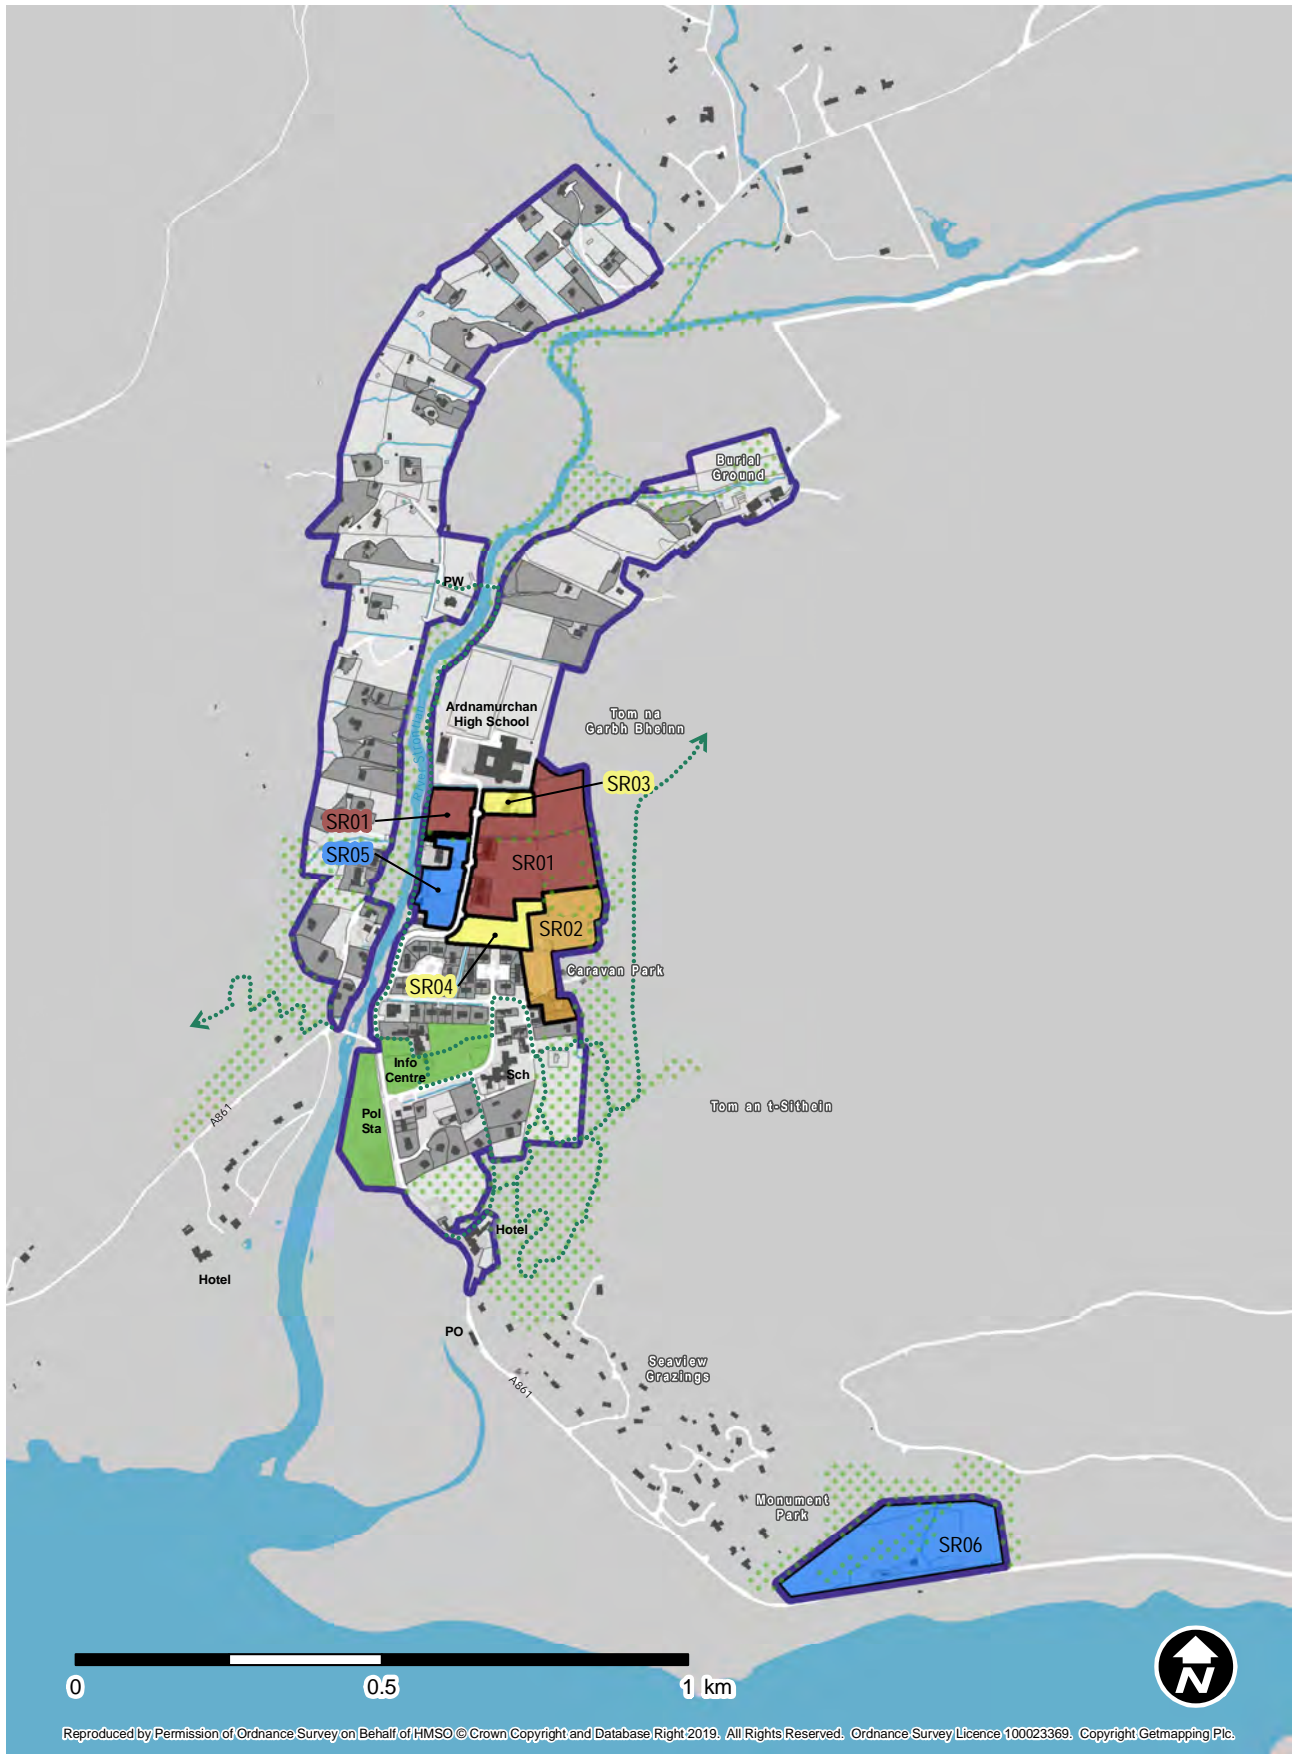 Burial
Ground
PW
Ardnamurchan
High School
Tom na
Garbh Bheinn
River Strontian
SR03
SR01
SR05
SR01
SR02
Caravan Park
SR04
Info
Centre
Sch
Pol
Sta
Tom an t-Sithein
A861
Hotel
Hotel
PO
Seaview
Grazings
A861
Monument
Park
SR06
N
0 0.5 1 km
Reproduced by Permission of Ordnance Survey on Behalf of HMSO © Crown Copyright and Database Right 2019. All Rights Reserved. Ordnance Survey Licence 100023369. Copyright Getmapping Plc.